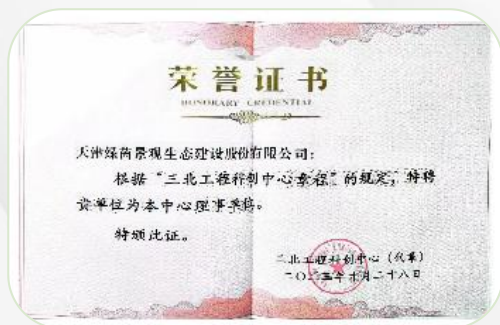 荣誉证书
HONORARY CREDENTIAL
天津绿茵景观生态建设股份有限公司：
根据“三北工程科创中心章程”的规定，特聘
贵单位为本中心理事单位。
特颁此证。
三北工程科创中心（代章）
二〇二三年 月二十八日